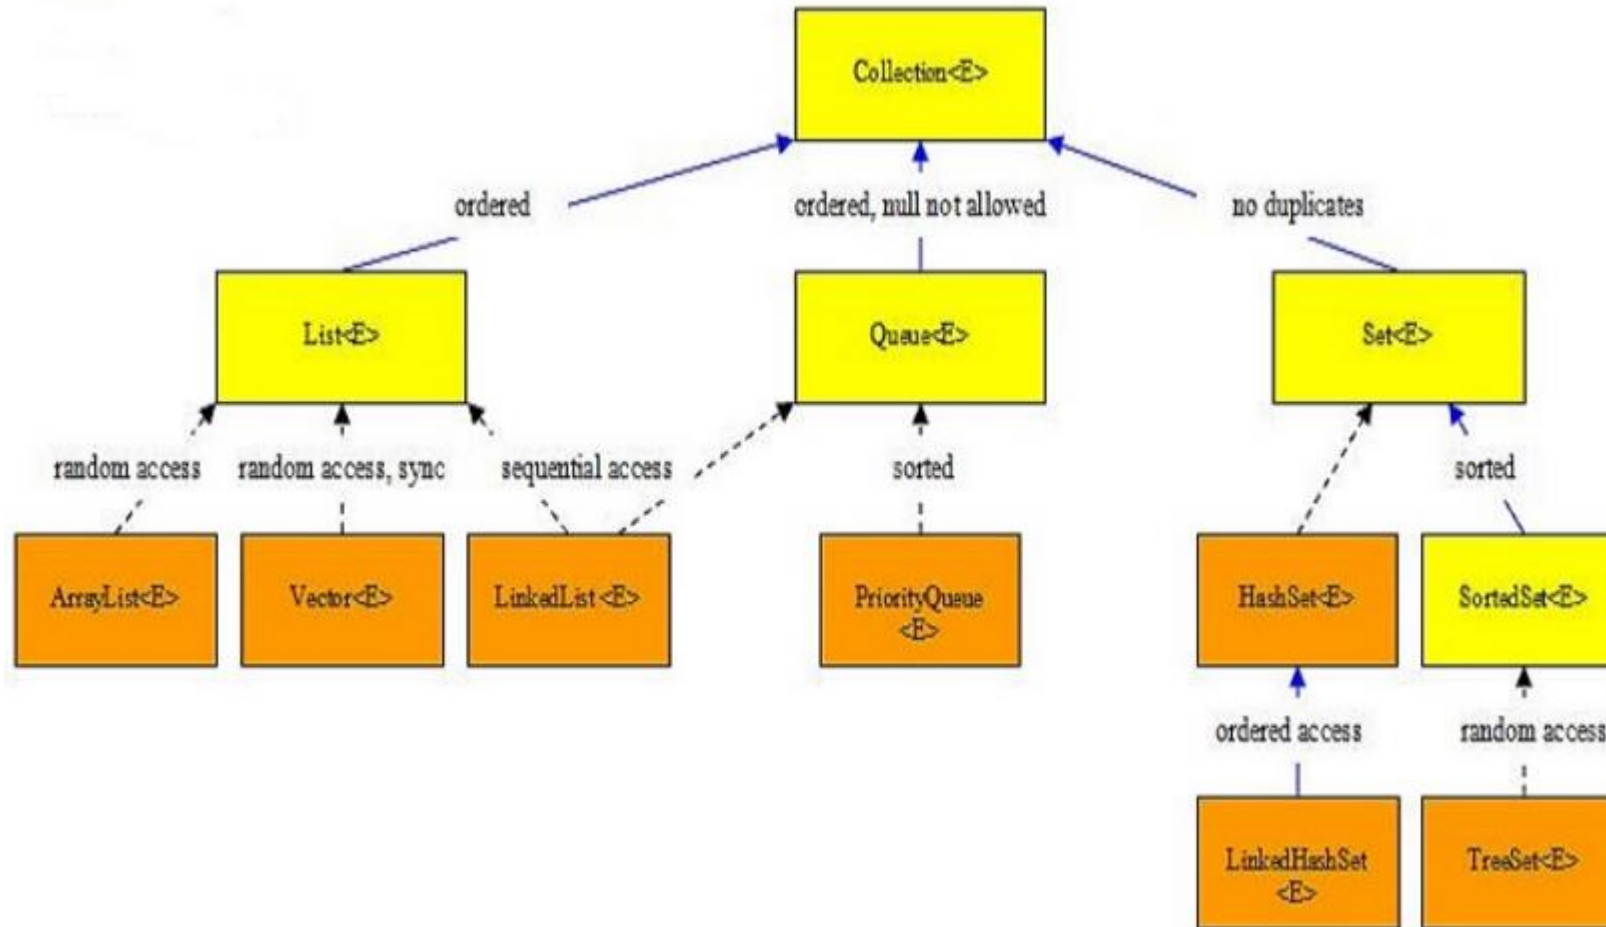 Collection<E>
ordered
ordered, null not allowed
no duplicates
List<E>
Queue<E>
Set<E>
random access
random access, sync
sequential access
sorted
sorted
ArrayList<E>
Vector<E>
LinkedList <E>
PriorityQueue
<E>
HashSet<E>
SortedSet<E>
ordered access
random access
LinkedHashSet
<E>
TreeSet<E>